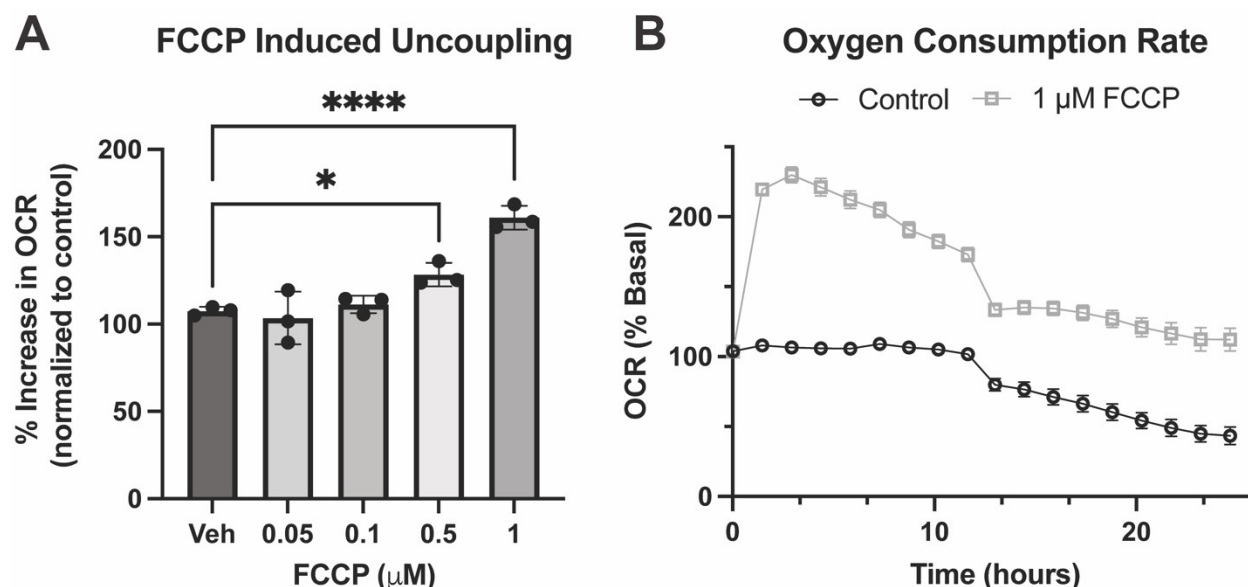 A
FCCP Induced Uncoupling
****
*
% Increase in OCR
(normalized to control)
200
150
100
50
0
Veh 0.05 0.1 0.5 1
FCCP (μM)
B
Oxygen Consumption Rate
Control 1 μM FCCP
OCR (% Basal)
200
100
0
0 10 20
Time (hours)